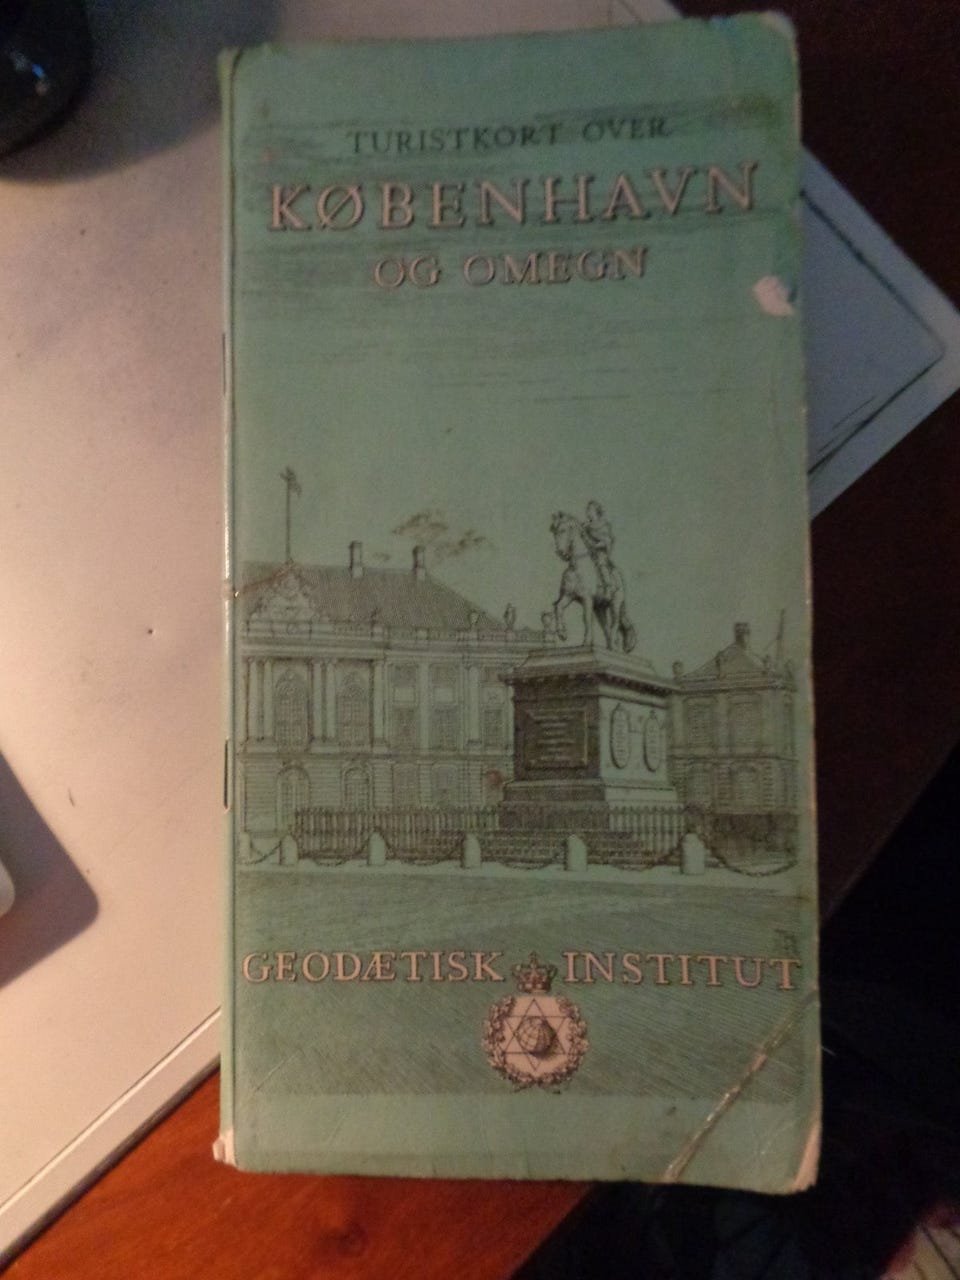 TURISTKORT OVER
KØBENHAVN
OG OMEGN
GEODÆTISK INSTITUT